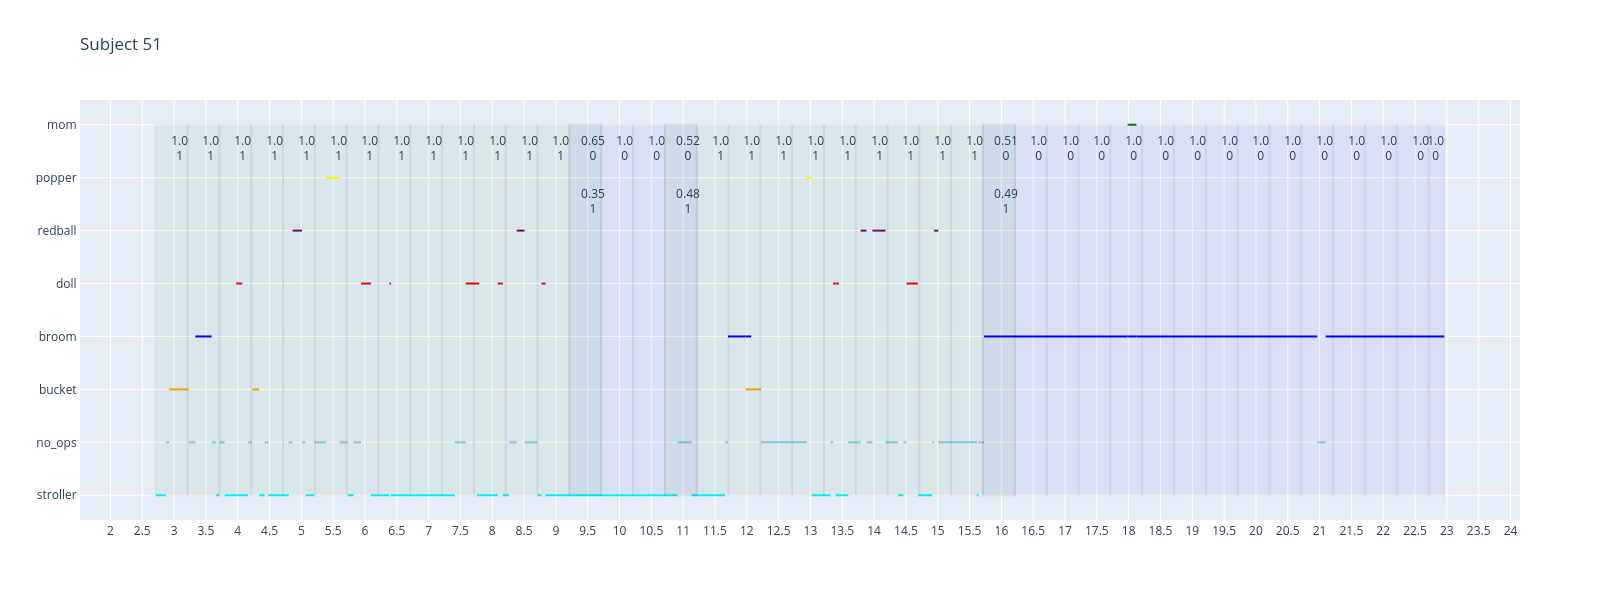 Subject 51
mom
1.0 1.0 1.0 1.0 1.0 1.0 1.0 1.0 1.0 1.0 1.0 1.0 1.0 0.65 1.0 1.0 0.52 1.0 1.0 1.0 1.0 1.0 1.0 1.0 1.0 1.0 0.51 1.0 1.0 1.0 1.0 1.0 1.0 1.0 1.0 1.0 1.0 1.0 1.0 1.0 1.0
1 1 1 1 1 1 1 1 1 1 1 1 1 0 0 0 0 1 1 1 1 1 1 1 1 1 0 0 0 0 0 0 0 0 0 0 0 0 0 0 0
popper
0.35 0.48 0.49
1 1 1
redball
doll
broom
bucket
no_ops
stroller
2 2.5 3 3.5 4 4.5 5 5.5 6 6.5 7 7.5 8 8.5 9 9.5 10 10.5 11 11.5 12 12.5 13 13.5 14 14.5 15 15.5 16 16.5 17 17.5 18 18.5 19 19.5 20 20.5 21 21.5 22 22.5 23 23.5 24